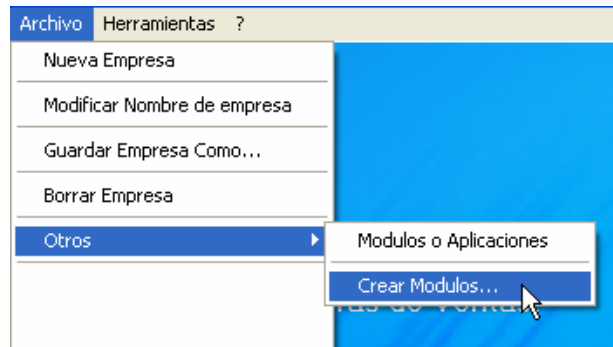 Archivo Herramientas ?
Nueva Empresa
Modificar Nombre de empresa
Guardar Empresa Como...
Borrar Empresa
Otros
Modulos o Aplicaciones
Crear Modulos...